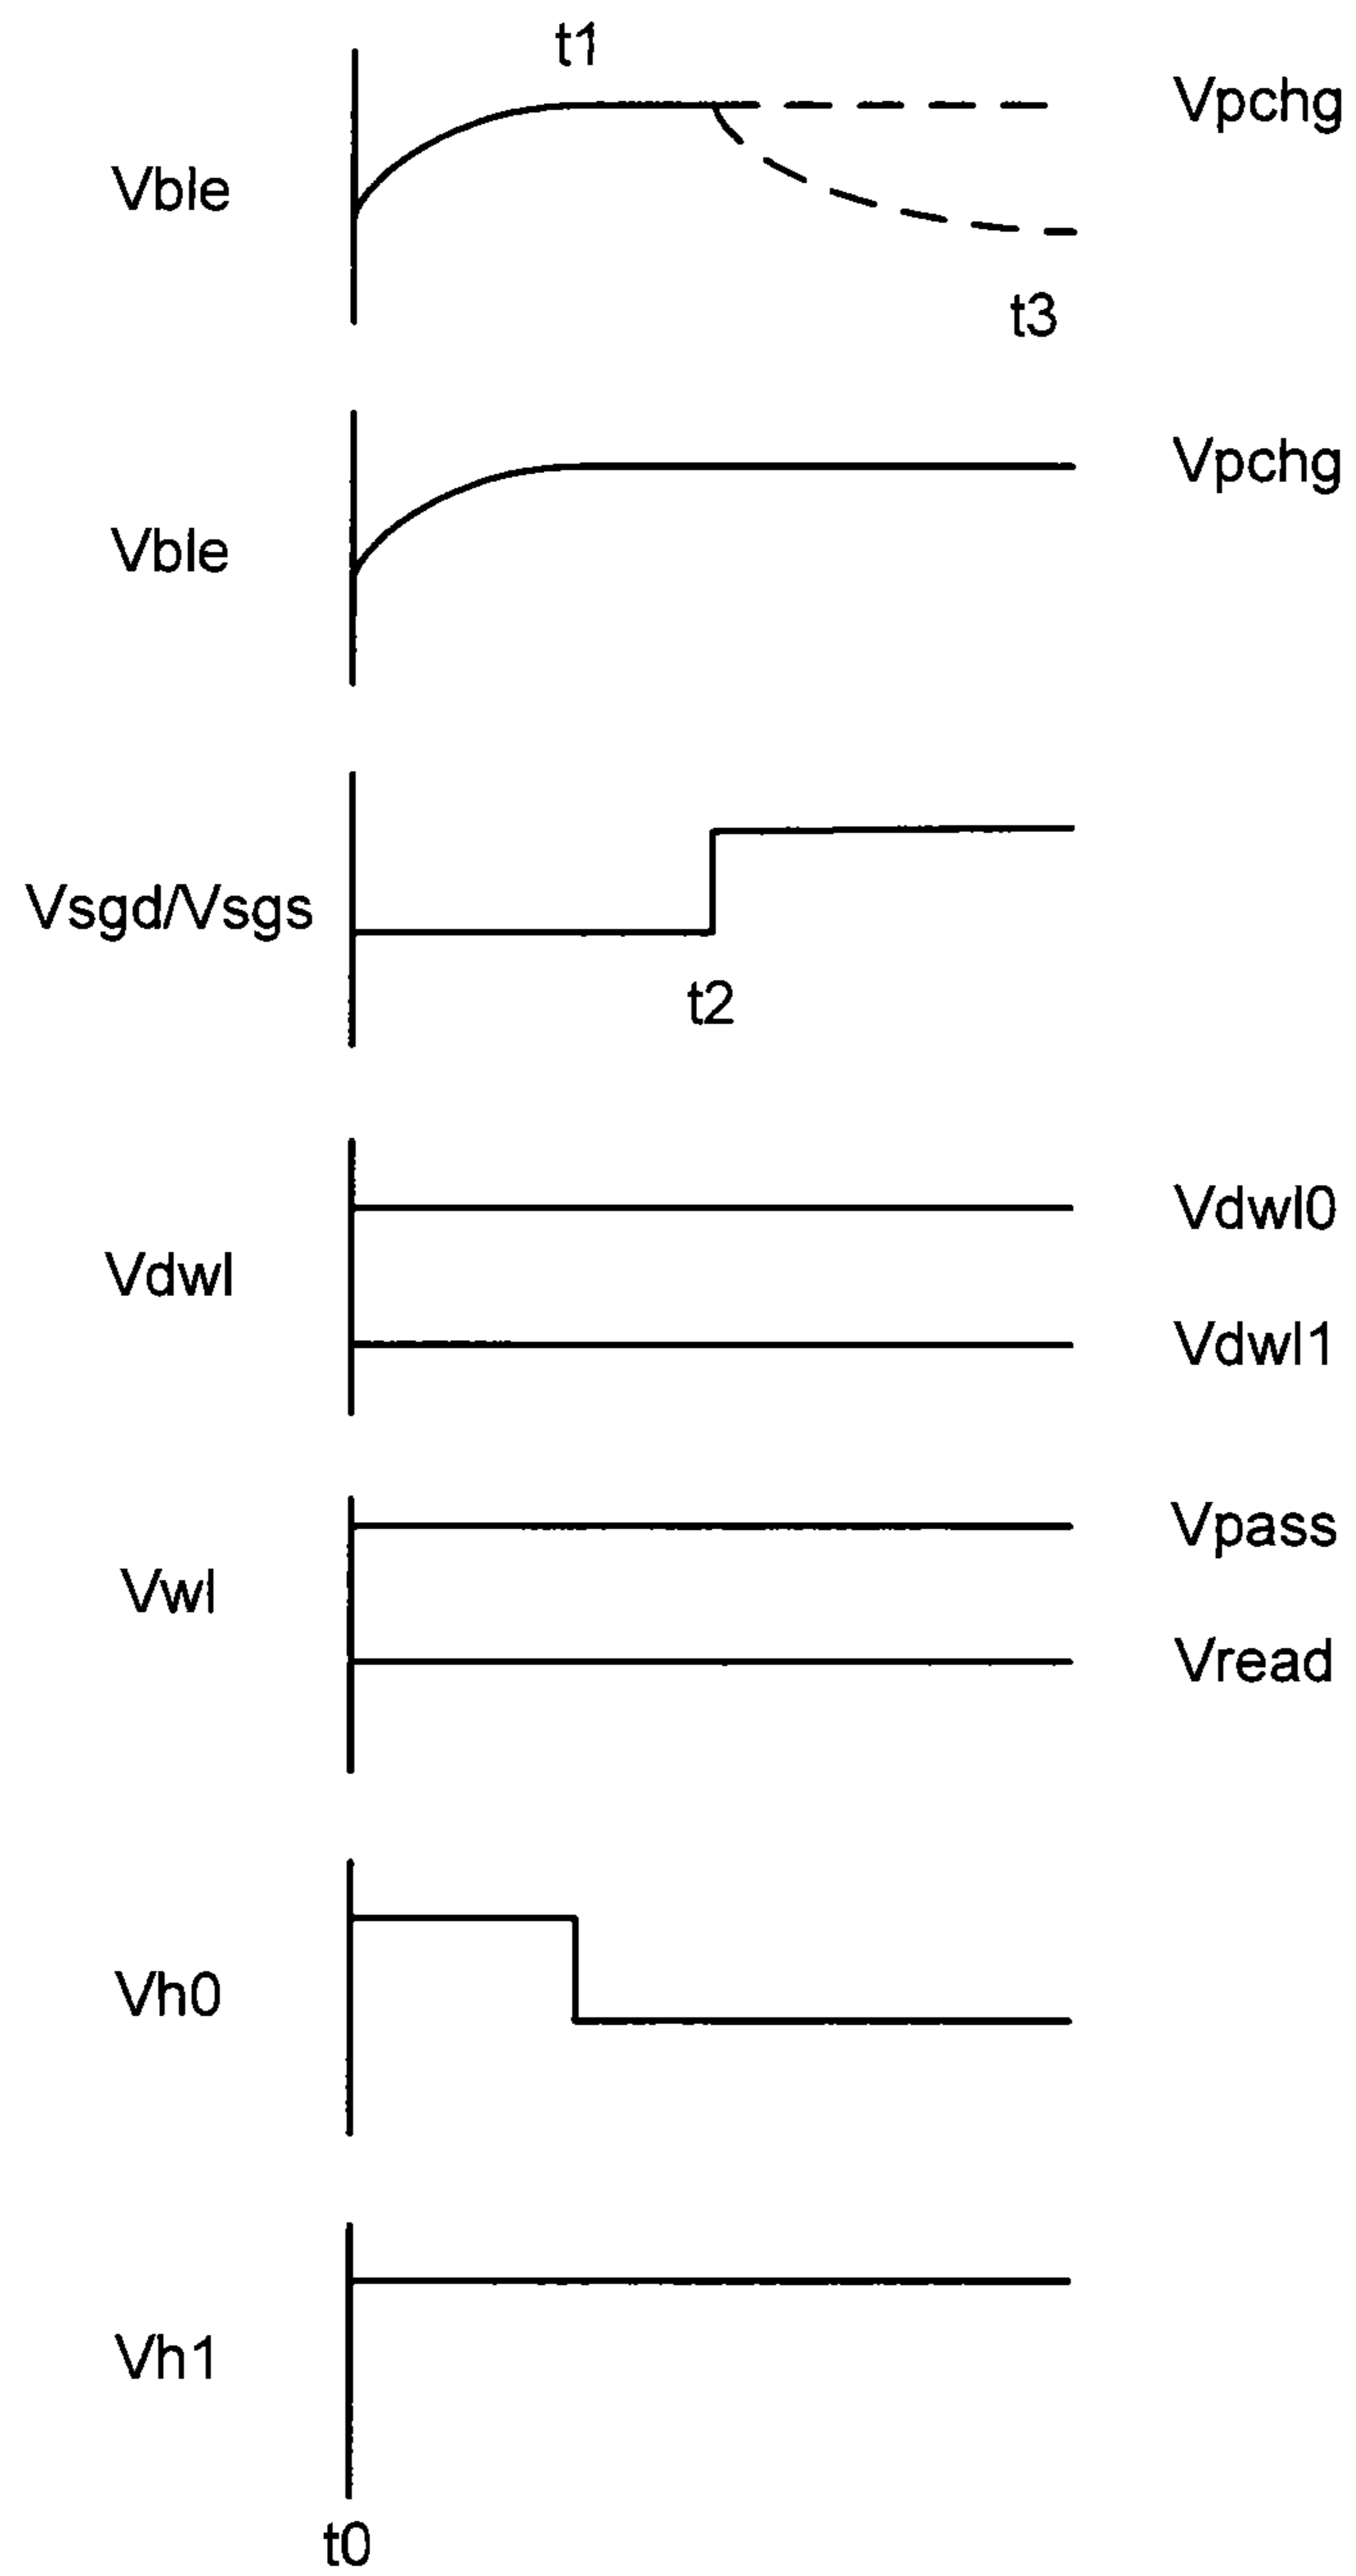 t1
Vpchg
Vble
t3
Vpchg
Vble
Vsgd/Vsgs
t2
Vdwl0
Vdwl
Vdwl1
Vpass
Vwl
Vread
Vh0
Vh1
t0